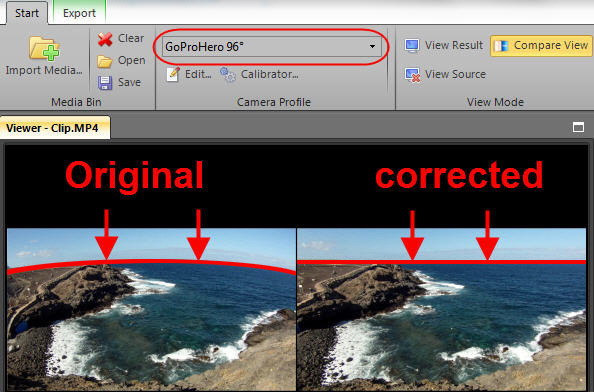 Start Export
Import Media...
Clear
Open
Save
Media Bin
GoProHero 96°
Edit... Calibrator...
Camera Profile
View Result Compare View
View Source
View Mode
Viewer - Clip.MP4
Original corrected